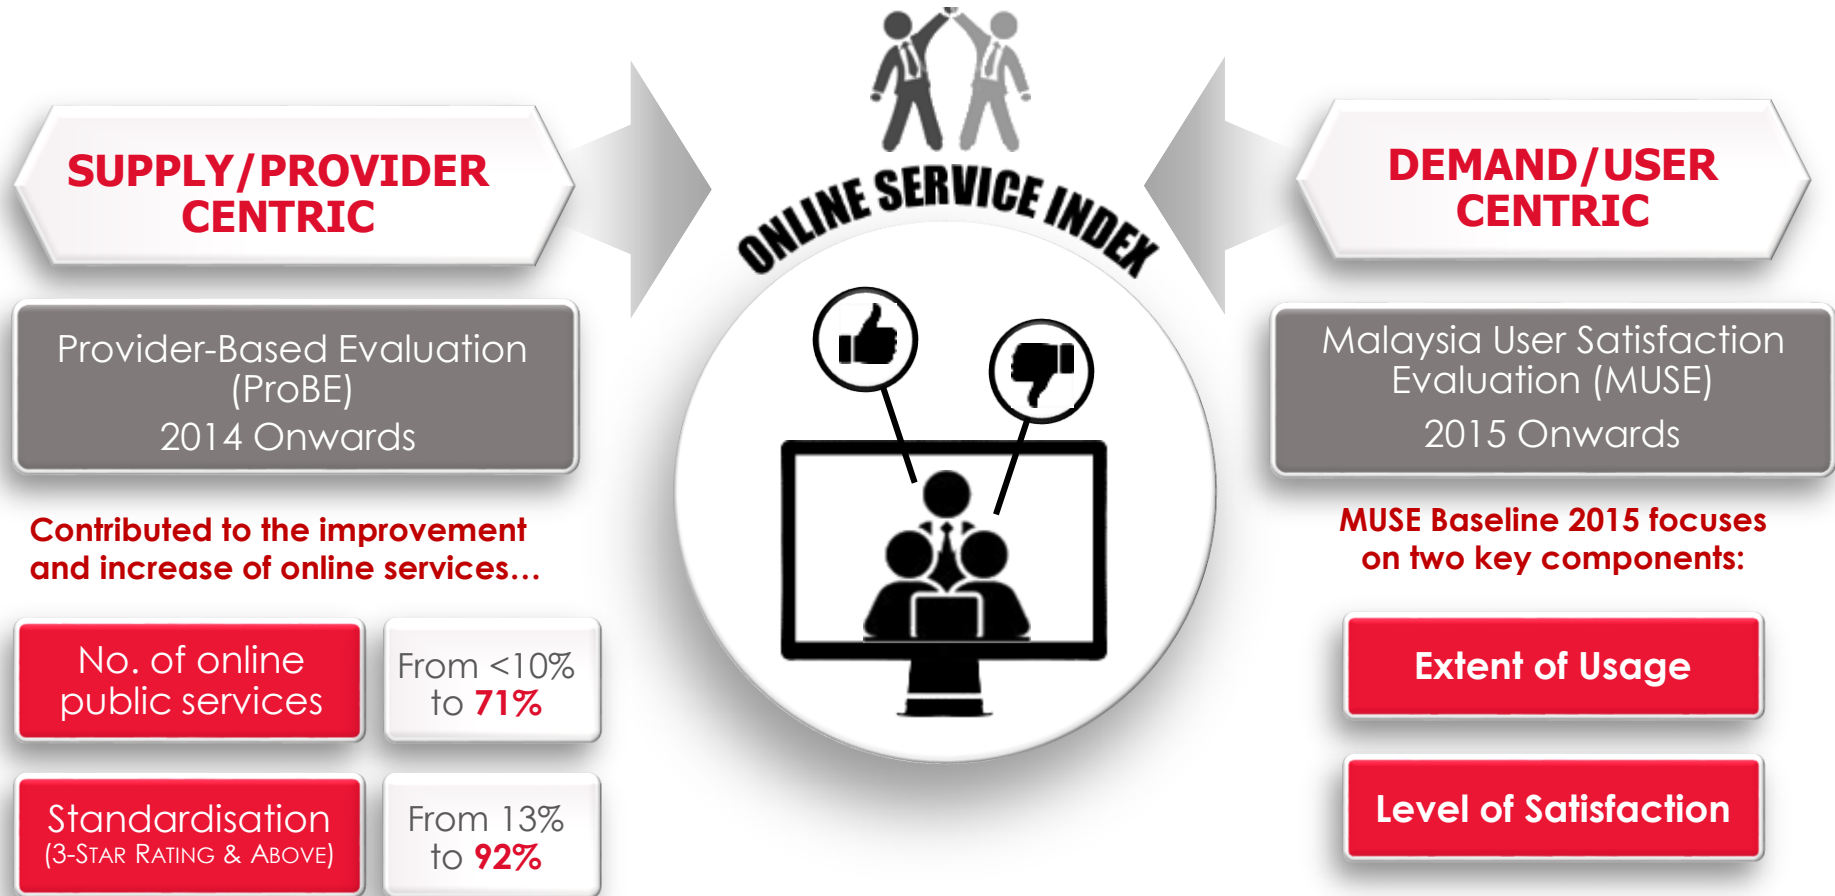 SUPPLY/PROVIDER
CENTRIC
Provider-Based Evaluation
(ProBE)
2014 Onwards
Contributed to the improvement
and increase of online services…
No. of online
public services
From <10%
to 71%
Standardisation
(3-STAR RATING & ABOVE)
From 13%
to 92%
ONLINE SERVICE INDEX
DEMAND/USER
CENTRIC
Malaysia User Satisfaction
Evaluation (MUSE)
2015 Onwards
MUSE Baseline 2015 focuses
on two key components:
Extent of Usage
Level of Satisfaction